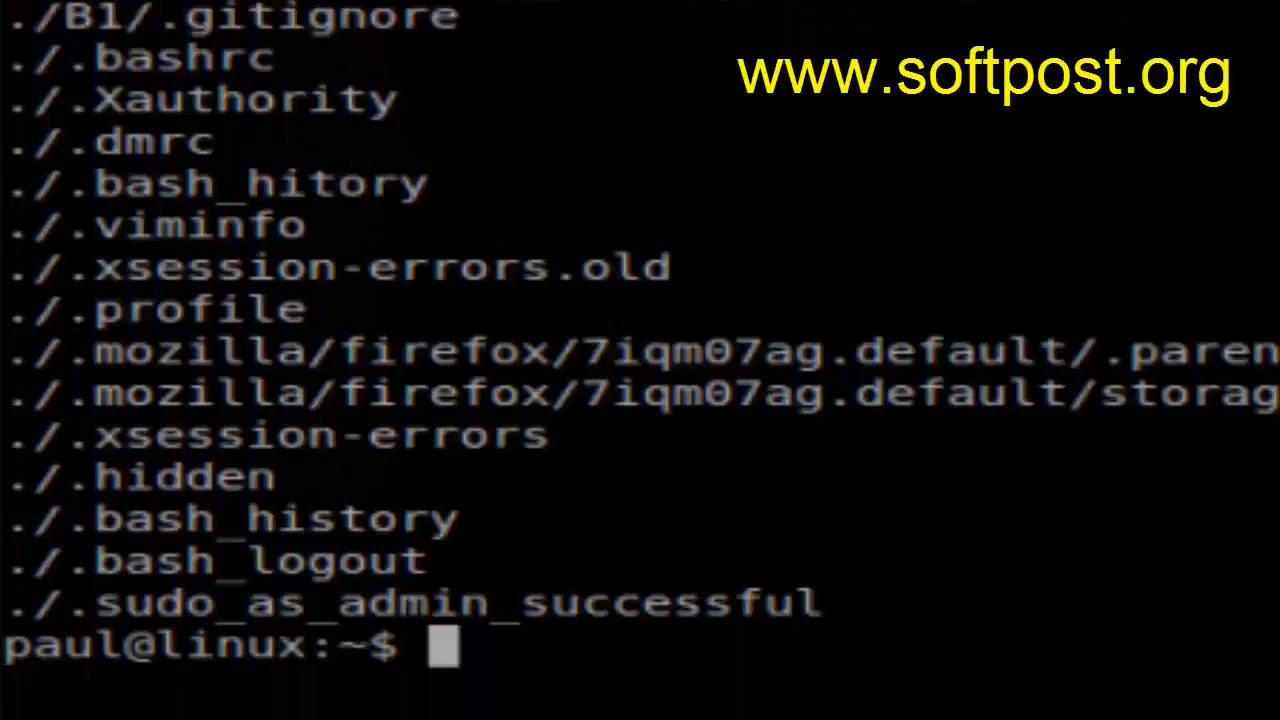 ./B1/.gitignore
./.bashrc
www.softpost.org
./.Xauthority
./.dmrc
./.bash_hitory
./.viminfo
./.xsession-errors.old
./.profile
./.mozilla/firefox/7iqm07ag.default/.paren
./.mozilla/firefox/7iqm07ag.default/storag
./.xsession-errors
./.hidden
./.bash_history
./.bash_logout
./.sudo_as_admin_successful
paul@linux:~$